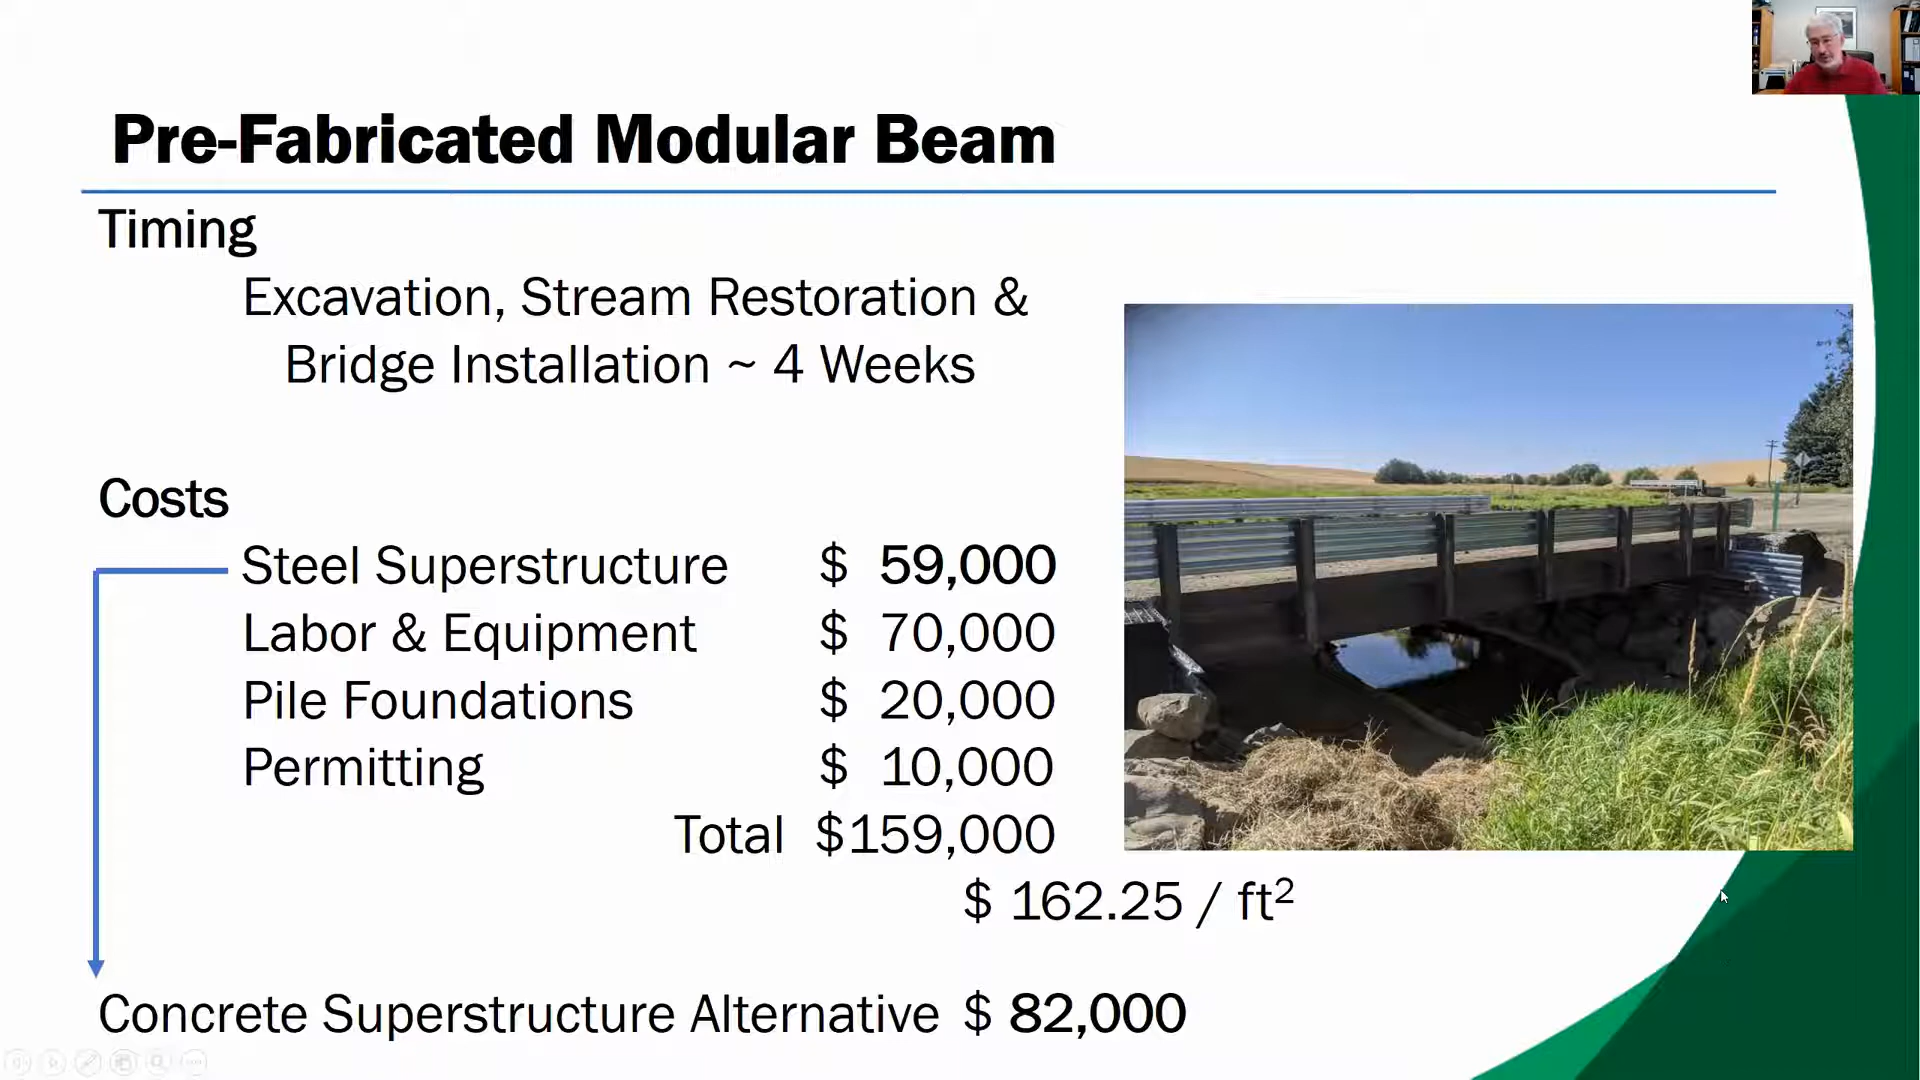 Pre-Fabricated Modular Beam
Timing
Excavation, Stream Restoration &
Bridge Installation ~ 4 Weeks
Costs
Steel Superstructure $ 59,000
Labor & Equipment $ 70,000
Pile Foundations $ 20,000
Permitting $ 10,000
Total $159,000
$ 162.25 / ft²
Concrete Superstructure Alternative $ 82,000